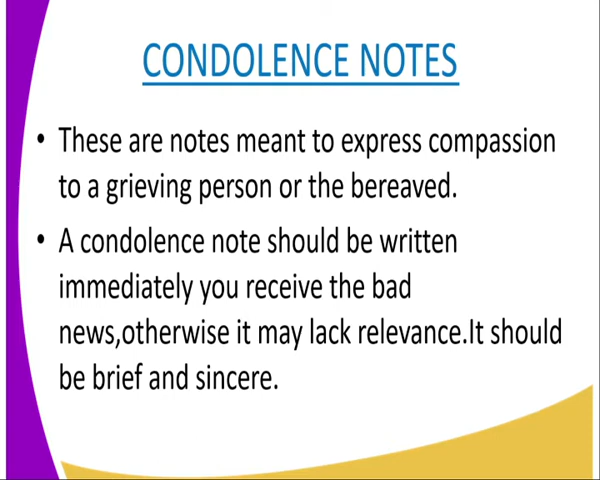 CONDOLENCE NOTES
• These are notes meant to express compassion
to a grieving person or the bereaved.
• A condolence note should be written
immediately you receive the bad
news,otherwise it may lack relevance.It should
be brief and sincere.